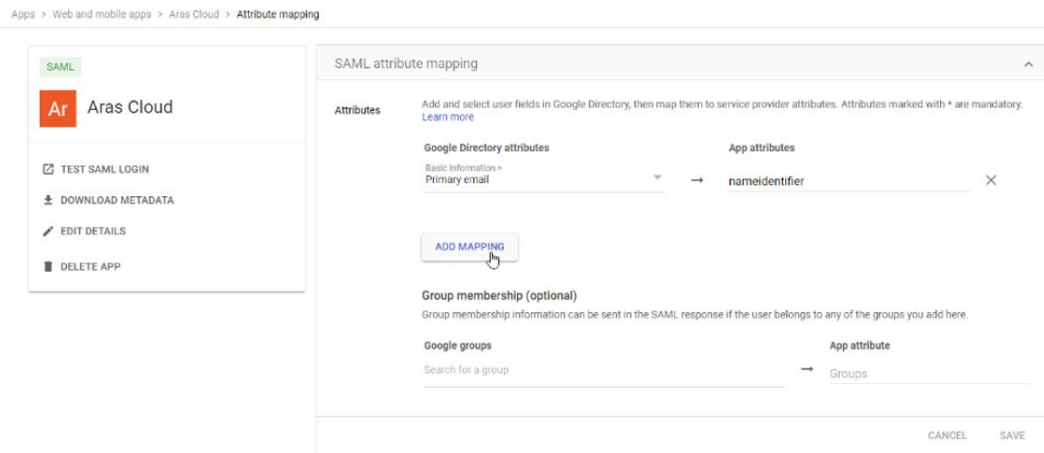 Apps > Web and mobile apps > Aras Cloud > Attribute mapping
SAML
Ar Aras Cloud
TEST SAML LOGIN
DOWNLOAD METADATA
EDIT DETAILS
DELETE APP
SAML attribute mapping
Attributes
Add and select user fields in Google Directory, then map them to service provider attributes. Attributes marked with * are mandatory.
Learn more
Google Directory attributes App attributes
Basic Information >
Primary email → nameidentifier
ADD MAPPING
Group membership (optional)
Group membership information can be sent in the SAML response if the user belongs to any of the groups you add here.
Google groups App attribute
Search for a group → Groups
CANCEL SAVE